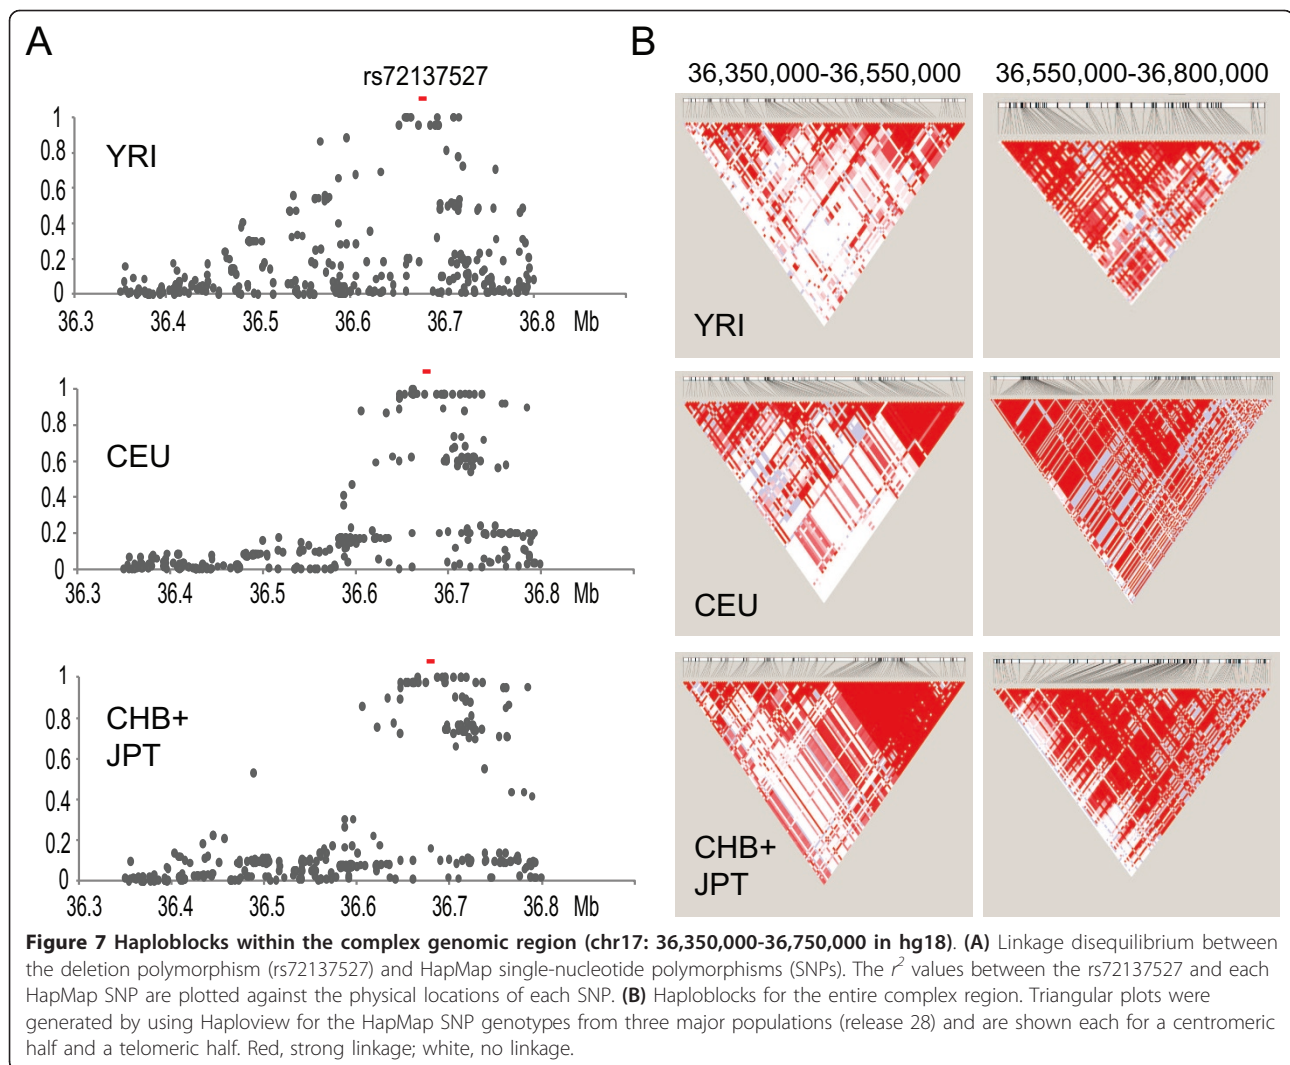 A
B
rs72137527
36,350,000-36,550,000
36,550,000-36,800,000
1
0.8
0.6
0.4
0.2
0
YRI
36.3
36.4
36.5
36.6
36.7
36.8
Mb
YRI
1
0.8
0.6
0.4
0.2
0
CEU
36.3
36.4
36.5
36.6
36.7
36.8
Mb
CEU
1
0.8
0.6
0.4
0.2
0
CHB+
JPT
36.3
36.4
36.5
36.6
36.7
36.8
Mb
CHB+
JPT
Figure 7 Haploblocks within the complex genomic region (chr17: 36,350,000-36,750,000 in hg18). (A) Linkage disequilibrium between
the deletion polymorphism (rs72137527) and HapMap single-nucleotide polymorphisms (SNPs). The r² values between the rs72137527 and each
HapMap SNP are plotted against the physical locations of each SNP. (B) Haploblocks for the entire complex region. Triangular plots were
generated by using Haploview for the HapMap SNP genotypes from three major populations (release 28) and are shown each for a centromeric
half and a telomeric half. Red, strong linkage; white, no linkage.